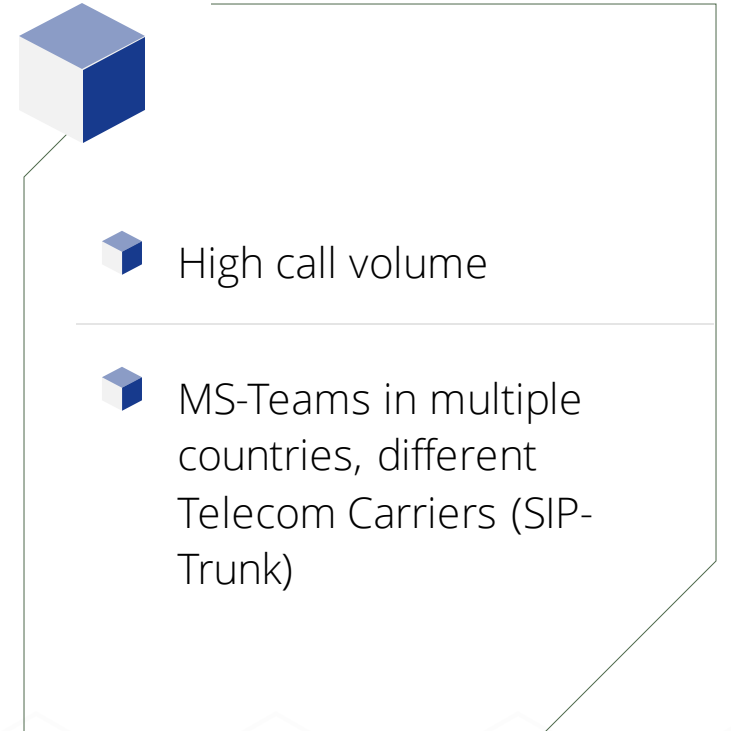 High call volume
MS-Teams in multiple
countries, different
Telecom Carriers (SIP-
Trunk)